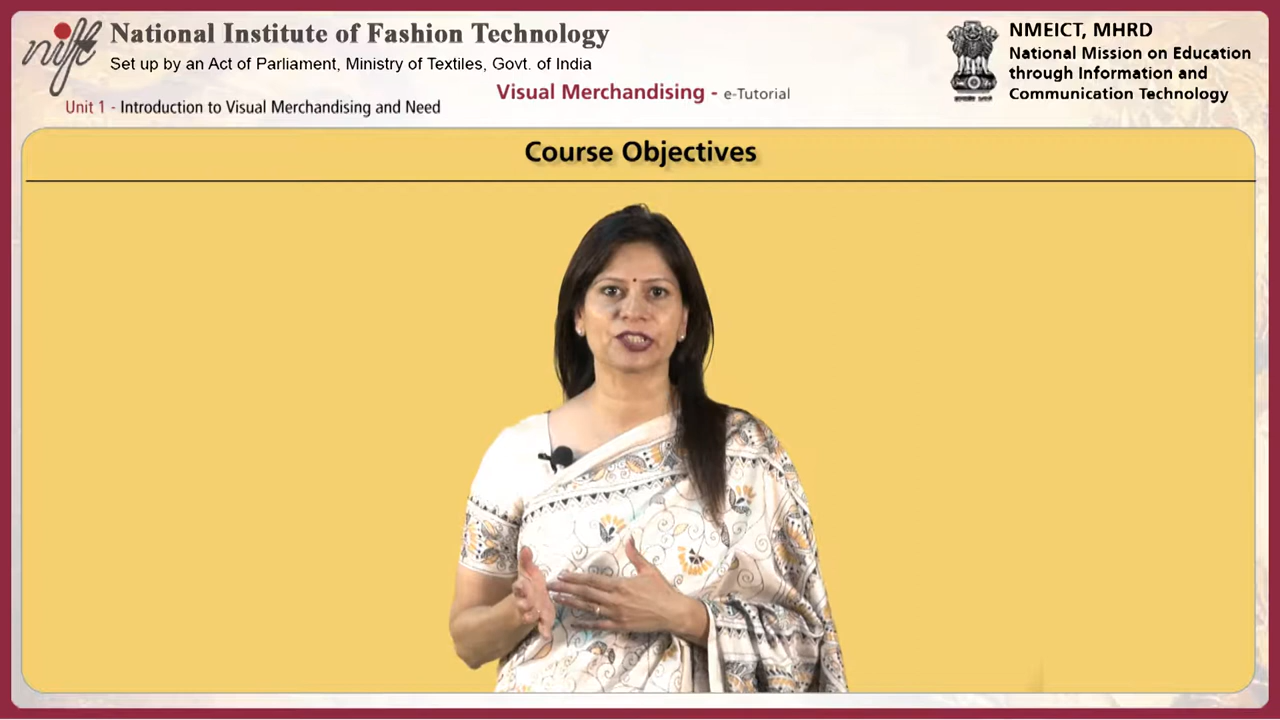 nift
National Institute of Fashion Technology
Set up by an Act of Parliament, Ministry of Textiles, Govt. of India
Unit 1 - Introduction to Visual Merchandising and Need
Visual Merchandising - e-Tutorial
NMEICT, MHRD
National Mission on Education
through Information and
Communication Technology
Course Objectives